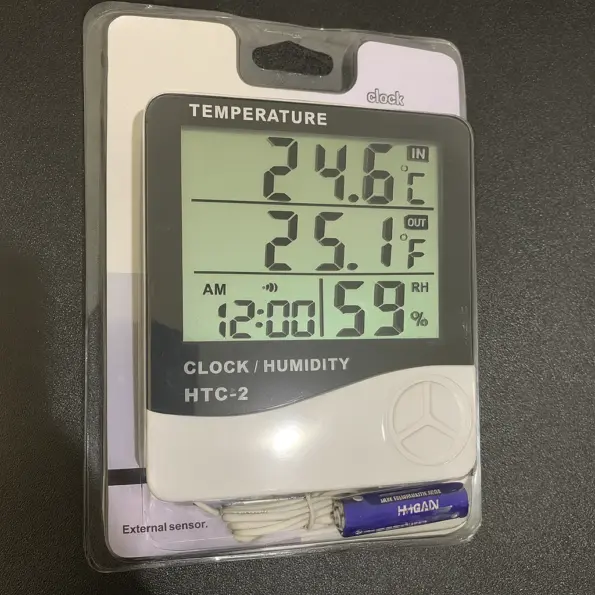 clock
TEMPERATURE
24.6 °C IN
25.1 °F OUT
AM 12:00 59 RH %
CLOCK / HUMIDITY
HTC-2
External sensor.